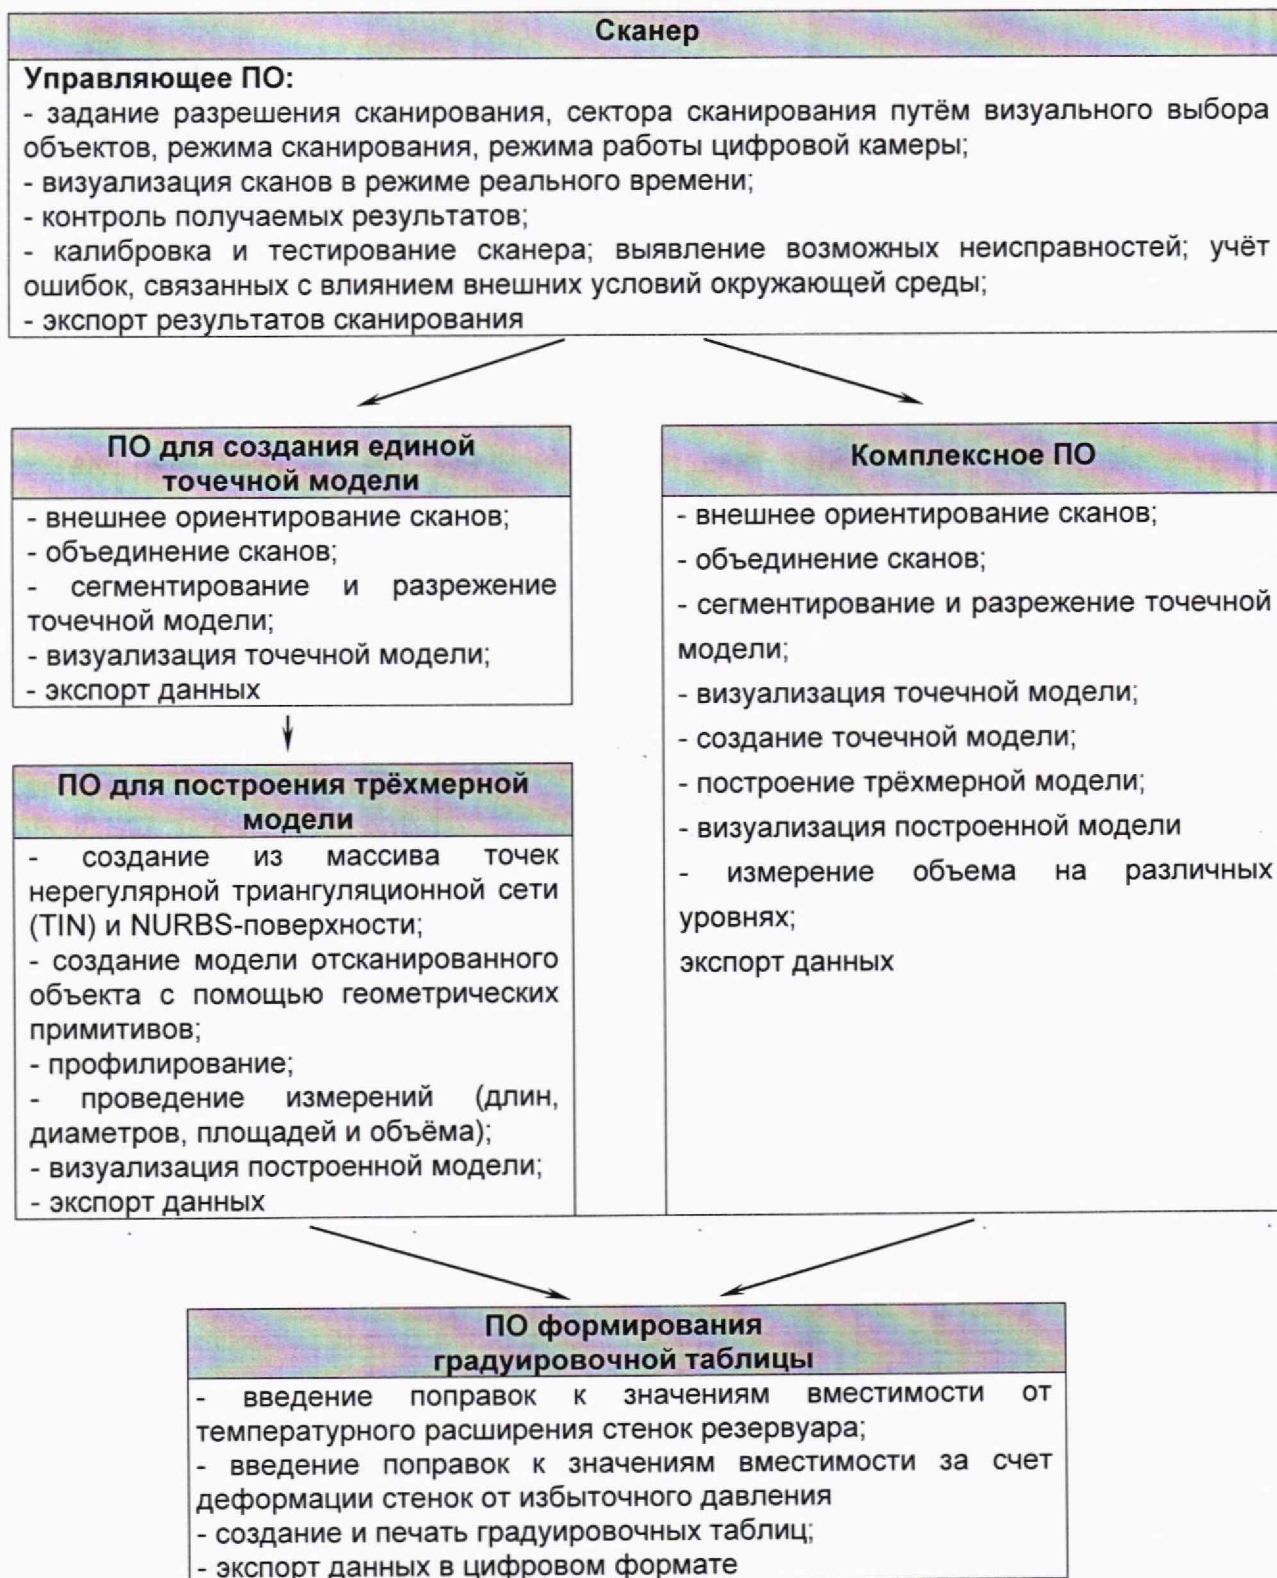 Сканер
Управляющее ПО:
- задание разрешения сканирования, сектора сканирования путём визуального выбора
объектов, режима сканирования, режима работы цифровой камеры;
- визуализация сканов в режиме реального времени;
- контроль получаемых результатов;
- калибровка и тестирование сканера; выявление возможных неисправностей; учёт
ошибок, связанных с влиянием внешних условий окружающей среды;
- экспорт результатов сканирования
ПО для создания единой
точечной модели
- внешнее ориентирование сканов;
- объединение сканов;
- сегментирование и разрежение
точечной модели;
- визуализация точечной модели;
- экспорт данных
ПО для построения трёхмерной
модели
- создание из массива точек
нерегулярной триангуляционной сети
(TIN) и NURBS-поверхности;
- создание модели отсканированного
объекта с помощью геометрических
примитивов;
- профилирование;
- проведение измерений (длин,
диаметров, площадей и объёма);
- визуализация построенной модели;
- экспорт данных
Комплексное ПО
- внешнее ориентирование сканов;
- объединение сканов;
- сегментирование и разрежение точечной
модели;
- визуализация точечной модели;
- создание точечной модели;
- построение трёхмерной модели;
- визуализация построенной модели
- измерение объема на различных
уровнях;
экспорт данных
ПО формирования
градуировочной таблицы
- введение поправок к значениям вместимости от
температурного расширения стенок резервуара;
- введение поправок к значениям вместимости за счет
деформации стенок от избыточного давления
- создание и печать градуировочных таблиц;
- экспорт данных в цифровом формате